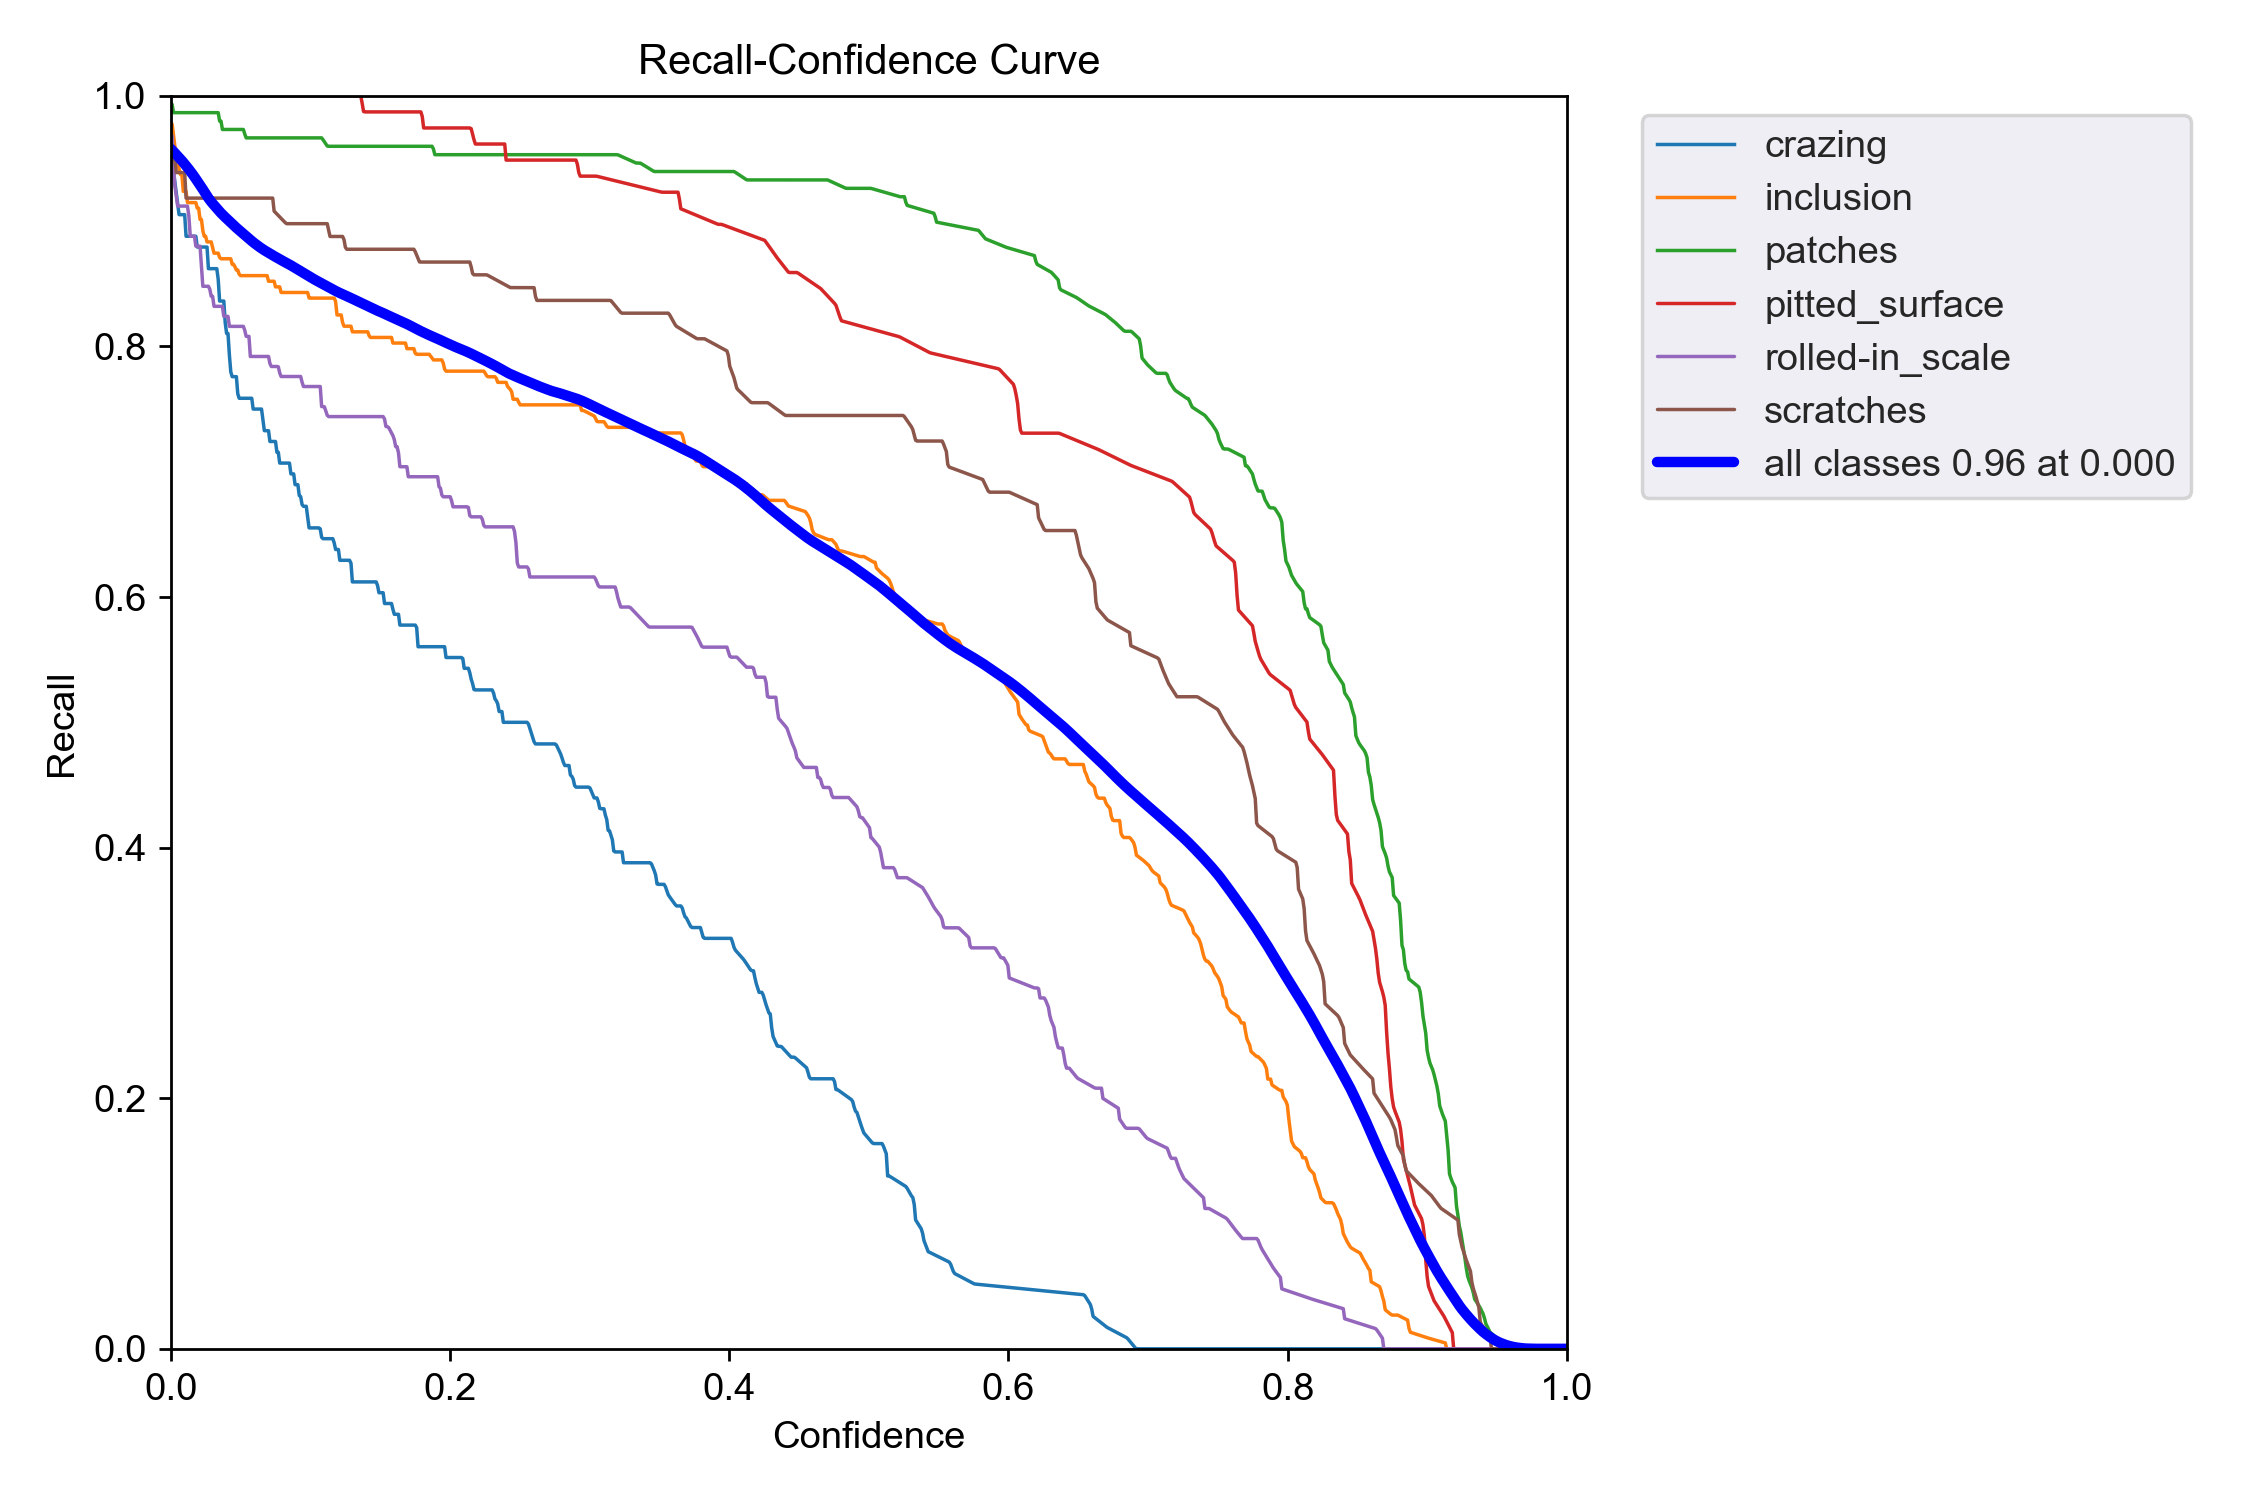 Recall-Confidence Curve
1.0
0.8
0.6
0.4
0.2
0.0
Recall
0.0 0.2 0.4 0.6 0.8 1.0
Confidence
crazing
inclusion
patches
pitted_surface
rolled-in_scale
scratches
all classes 0.96 at 0.000